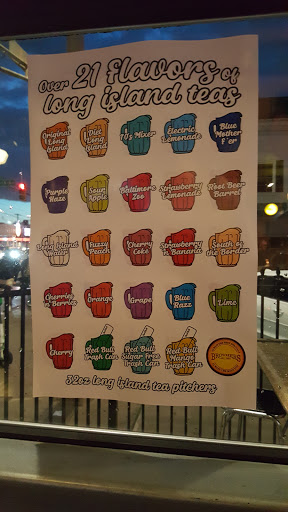 Over 21 flavors of
long island teas
Original
Long
Island
Dirt
Long
Island
Mixer
Electric
Lemonade
Blue
Mother
F*er
Purple
Haze
Sour
Apple
Baltimore
Zoo
Strawberry
Lemonade
Root Beer
Barrel
Long Island
Water
Fuzzy
Peach
Cherry
Coke
Strawberry
n' Banana
South of
the Border
Cherries
n' Berries
Orange
Grape
Blue
Razz
Lime
Cherry
Red Bull
Trash Can
Red Bull
Sugar Free
Trash Can
Red Bull
Mango
Trash Can
32oz long island tea pitchers